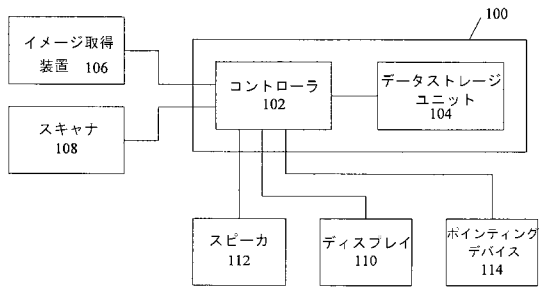 100
イメージ取得
装置 106
コントローラ
102
データストレージ
ユニット
104
スキャナ
108
スピーカ
112
ディスプレイ
110
ポインティング
デバイス
114